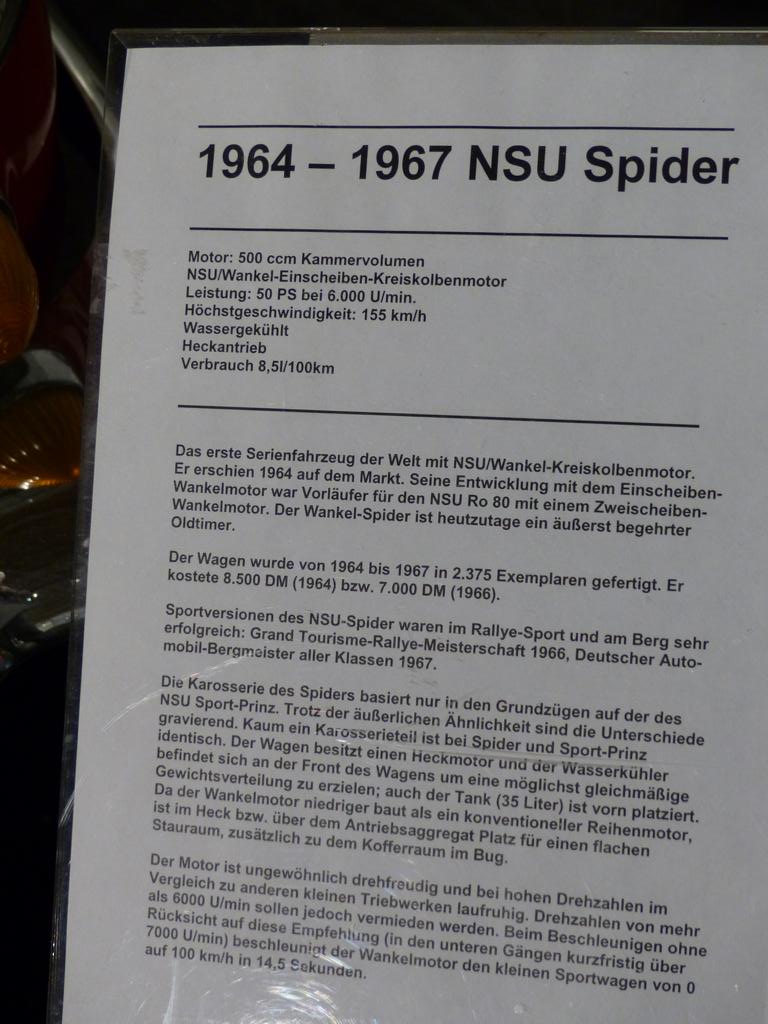 1964 – 1967 NSU Spider
Motor: 500 ccm Kammervolumen
NSU/Wankel-Einscheiben-Kreiskolbenmotor
Leistung: 50 PS bei 6.000 U/min.
Höchstgeschwindigkeit: 155 km/h
Wassergekühlt
Heckantrieb
Verbrauch 8,5l/100km
Das erste Serienfahrzeug der Welt mit NSU/Wankel-Kreiskolbenmotor.
Er erschien 1964 auf dem Markt. Seine Entwicklung mit dem Einscheiben-
Wankelmotor war Vorläufer für den NSU Ro 80 mit einem Zweischeiben-
Wankelmotor. Der Wankel-Spider ist heutzutage ein äußerst begehrter
Oldtimer.
Der Wagen wurde von 1964 bis 1967 in 2.375 Exemplaren gefertigt. Er
kostete 8.500 DM (1964) bzw. 7.000 DM (1966).
Sportversionen des NSU-Spider waren im Rallye-Sport und am Berg sehr
erfolgreich: Grand Tourisme-Rallye-Meisterschaft 1966, Deutscher Auto-
mobil-Bergmeister aller Klassen 1967.
Die Karosserie des Spiders basiert nur in den Grundzügen auf der des
NSU Sport-Prinz. Trotz der äußerlichen Ähnlichkeit sind die Unterschiede
gravierend. Kaum ein Karosserieteil ist bei Spider und Sport-Prinz
identisch. Der Wagen besitzt einen Heckmotor und der Wasserkühler
befindet sich an der Front des Wagens um eine möglichst gleichmäßige
Gewichtsverteilung zu erzielen; auch der Tank (35 Liter) ist vorn platziert.
Da der Wankelmotor niedriger baut als ein konventioneller Reihenmotor,
ist im Heck bzw. über dem Antriebsaggregat Platz für einen flachen
Stauraum, zusätzlich zu dem Kofferraum im Bug.
Der Motor ist ungewöhnlich drehfreudig und bei hohen Drehzahlen im
Vergleich zu anderen kleinen Triebwerken laufruhig. Drehzahlen von mehr
als 6000 U/min sollen jedoch vermieden werden. Beim Beschleunigen ohne
Rücksicht auf diese Empfehlung (in den unteren Gängen kurzfristig über
7000 U/min) beschleunigt der Wankelmotor den kleinen Sportwagen von 0
auf 100 km/h in 14,5 Sekunden.